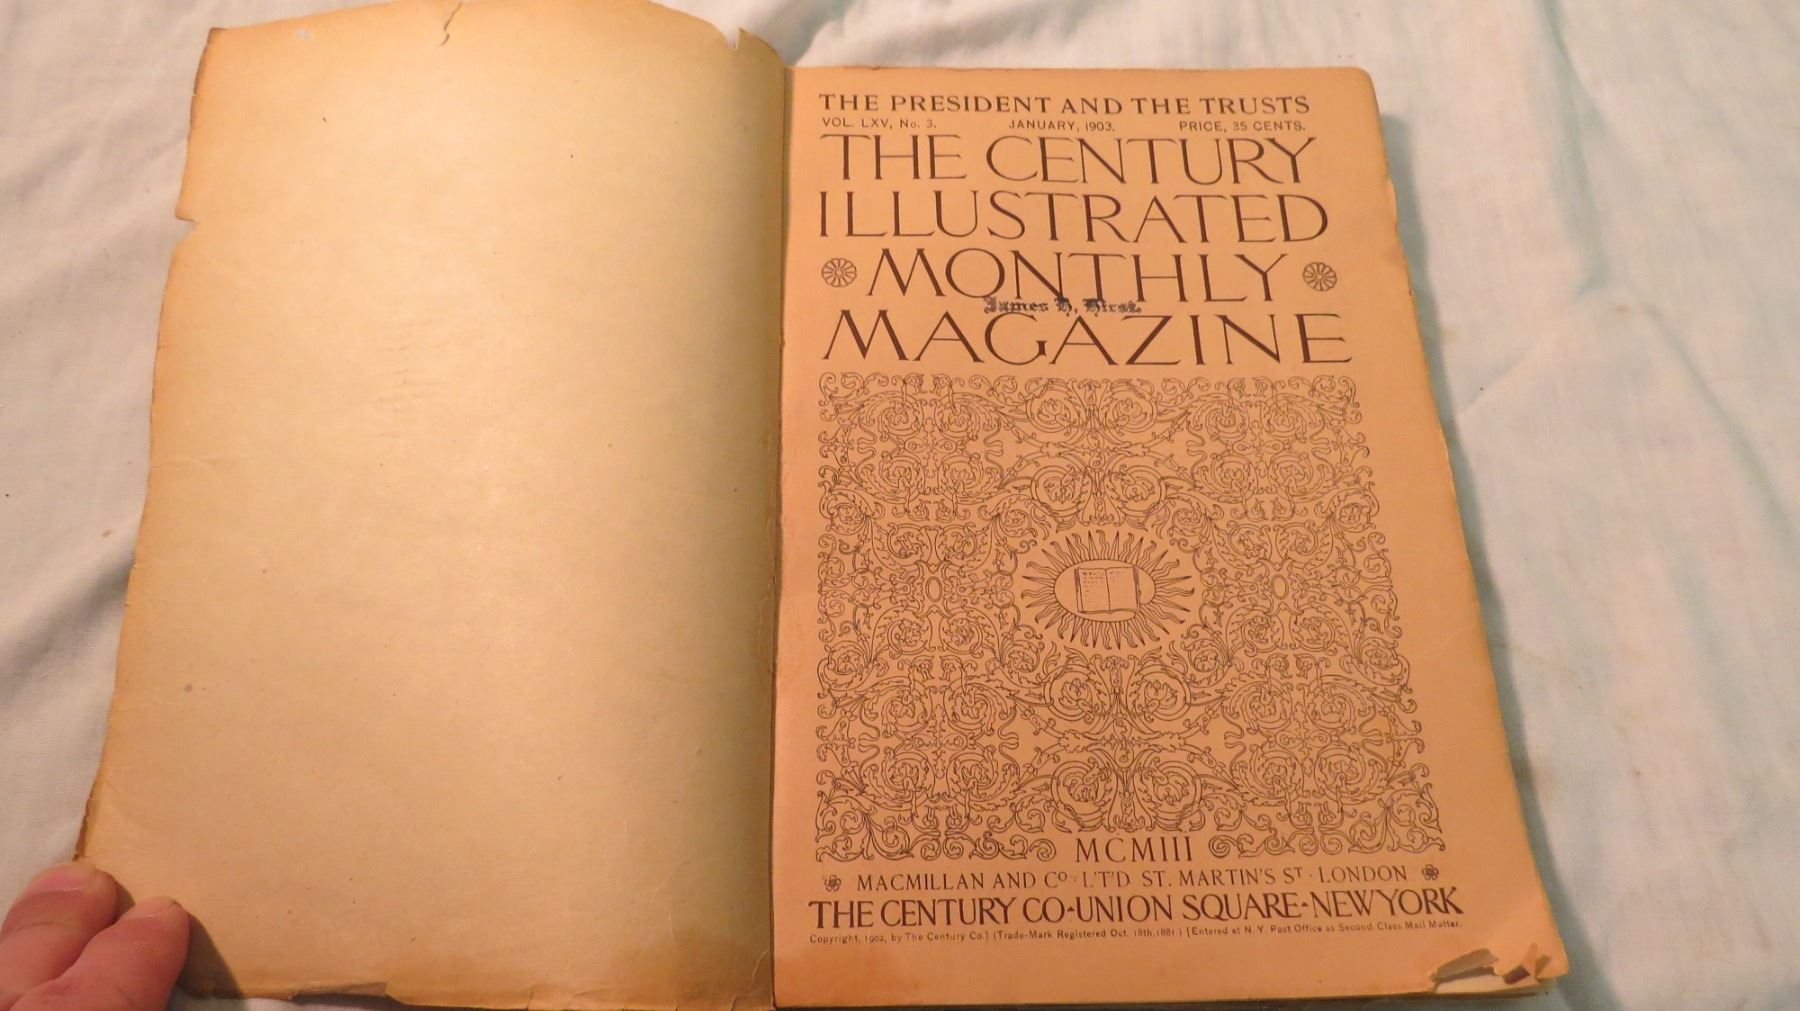 THE PRESIDENT AND THE TRUSTS
VOL. LXV, No. 3. JANUARY, 1903. PRICE, 35 CENTS.
THE CENTURY
ILLUSTRATED
MONTHLY
James H. Hirst.
MAGAZINE
MCMIII
MACMILLAN AND Cº· L'T'D. ST. MARTIN'S ST · LONDON
THE CENTURY CO·UNION SQUARE·NEW YORK
Copyright, 1902, by The Century Co.] (Trade-Mark Registered Oct. 18th, 1881.) [Entered at N. Y. Post Office as Second Class Mail Matter.